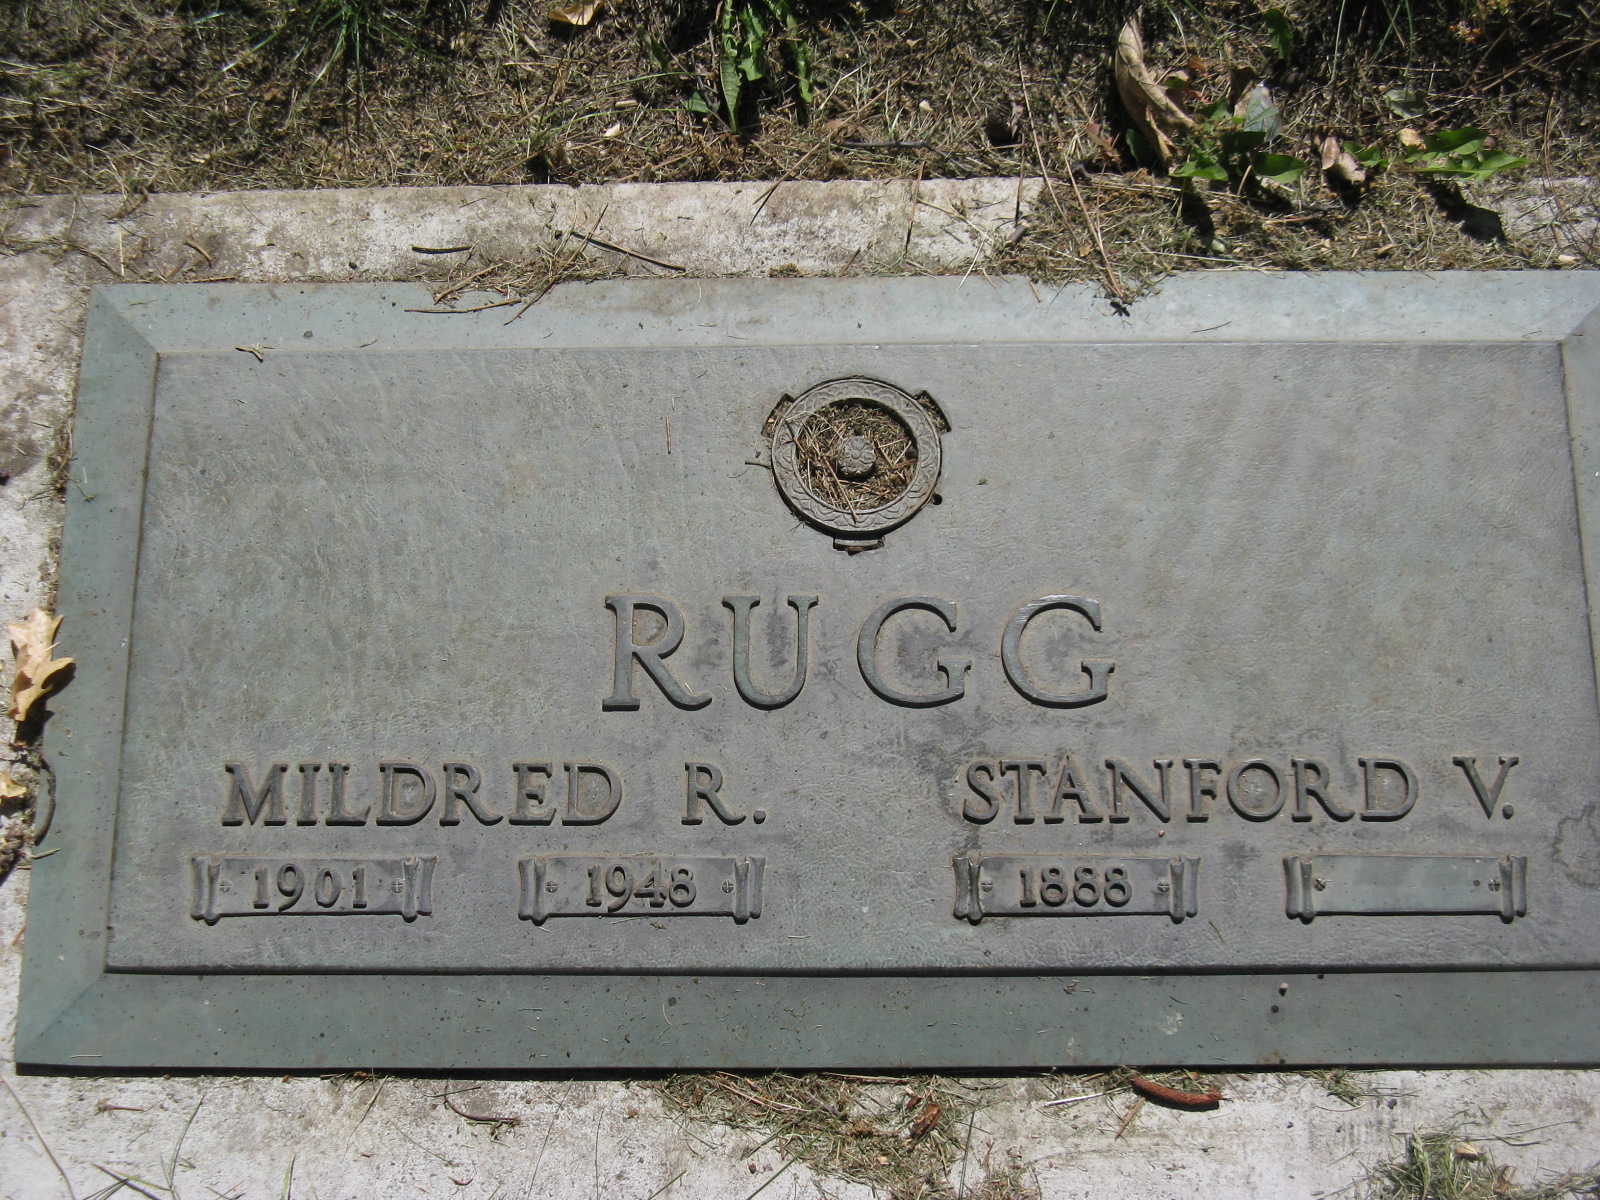 RUGG
MILDRED R. STANFORD V.
1901 1948 1888